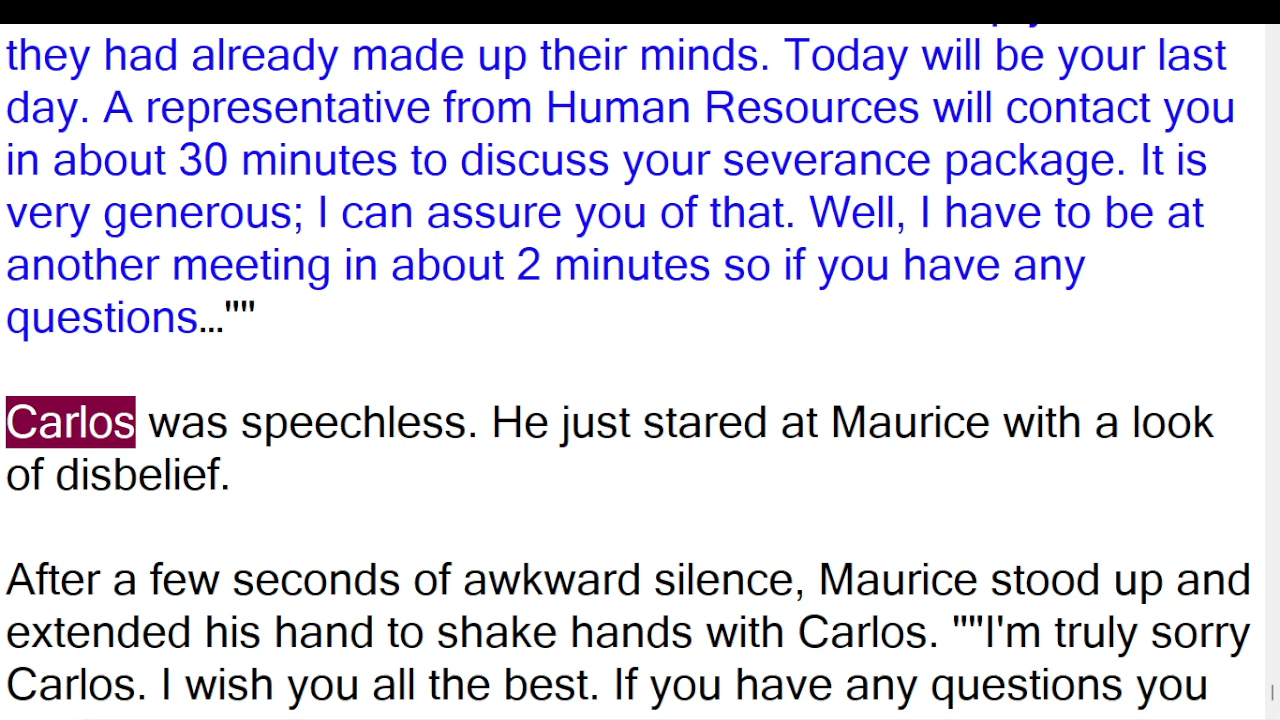 they had already made up their minds. Today will be your last
day. A representative from Human Resources will contact you
in about 30 minutes to discuss your severance package. It is
very generous; I can assure you of that. Well, I have to be at
another meeting in about 2 minutes so if you have any
questions...""
Carlos was speechless. He just stared at Maurice with a look
of disbelief.
After a few seconds of awkward silence, Maurice stood up and
extended his hand to shake hands with Carlos. ""I'm truly sorry
Carlos. I wish you all the best. If you have any questions you